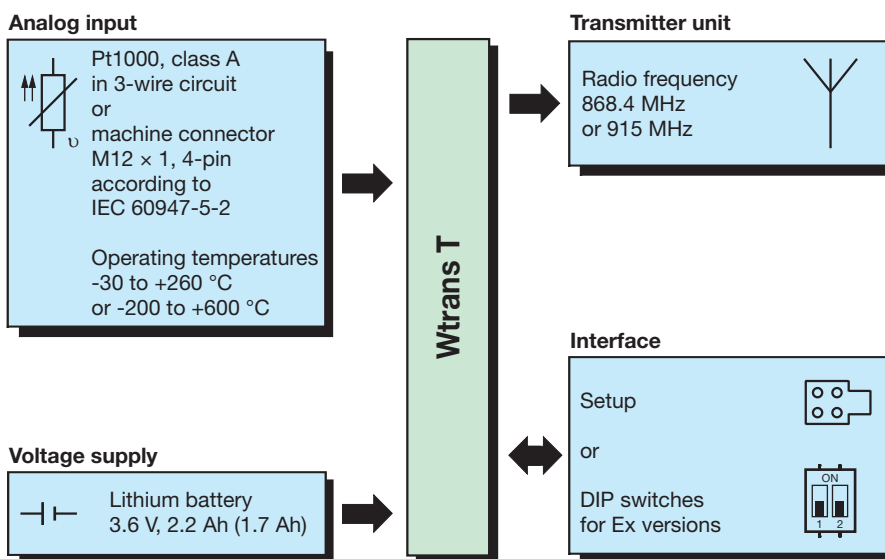 Analog input
Pt1000, class A
in 3-wire circuit
or
machine connector
M12 × 1, 4-pin
according to
IEC 60947-5-2
Operating temperatures
-30 to +260 °C
or -200 to +600 °C
υ
Voltage supply
Lithium battery
3.6 V, 2.2 Ah (1.7 Ah)
Wtrans T
Transmitter unit
Radio frequency
868.4 MHz
or 915 MHz
Interface
Setup
or
DIP switches
for Ex versions
ON
1 2